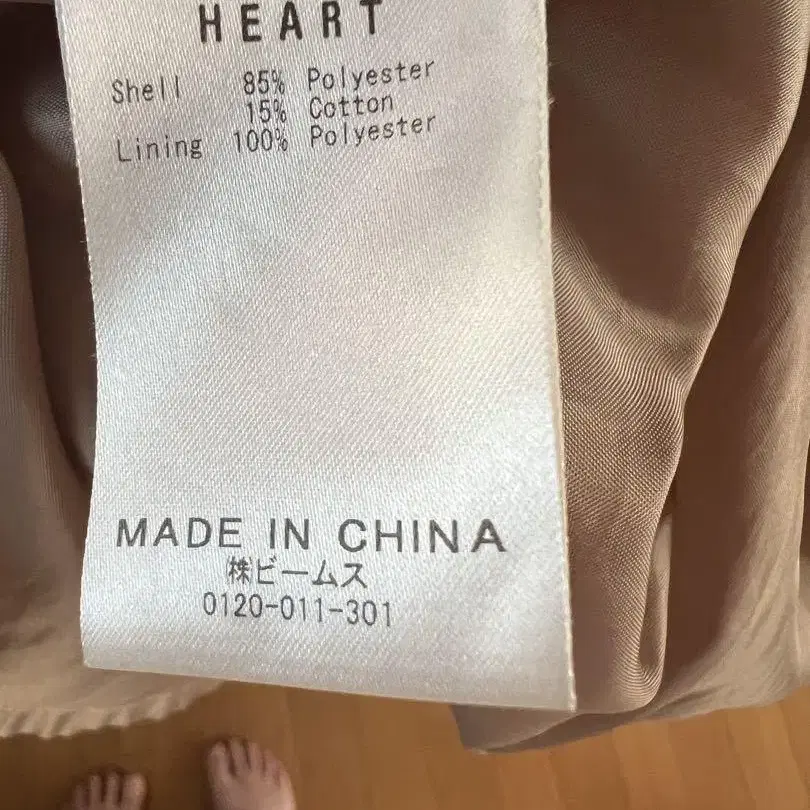 HEART
Shell 85% Polyester
15% Cotton
Lining 100% Polyester
MADE IN CHINA
㈱ビームス
0120-011-301